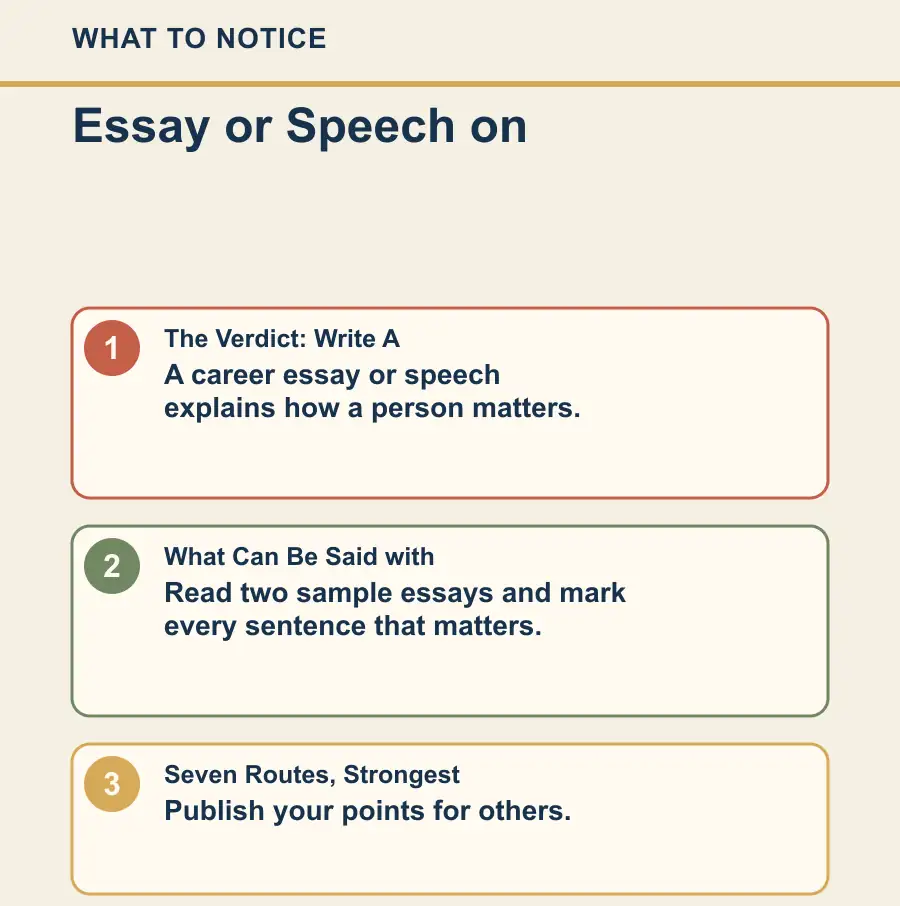 WHAT TO NOTICE
Essay or Speech on
1
The Verdict: Write A
A career essay or speech
explains how a person matters.
2
What Can Be Said with
Read two sample essays and mark
every sentence that matters.
3
Seven Routes, Strongest
Publish your points for others.